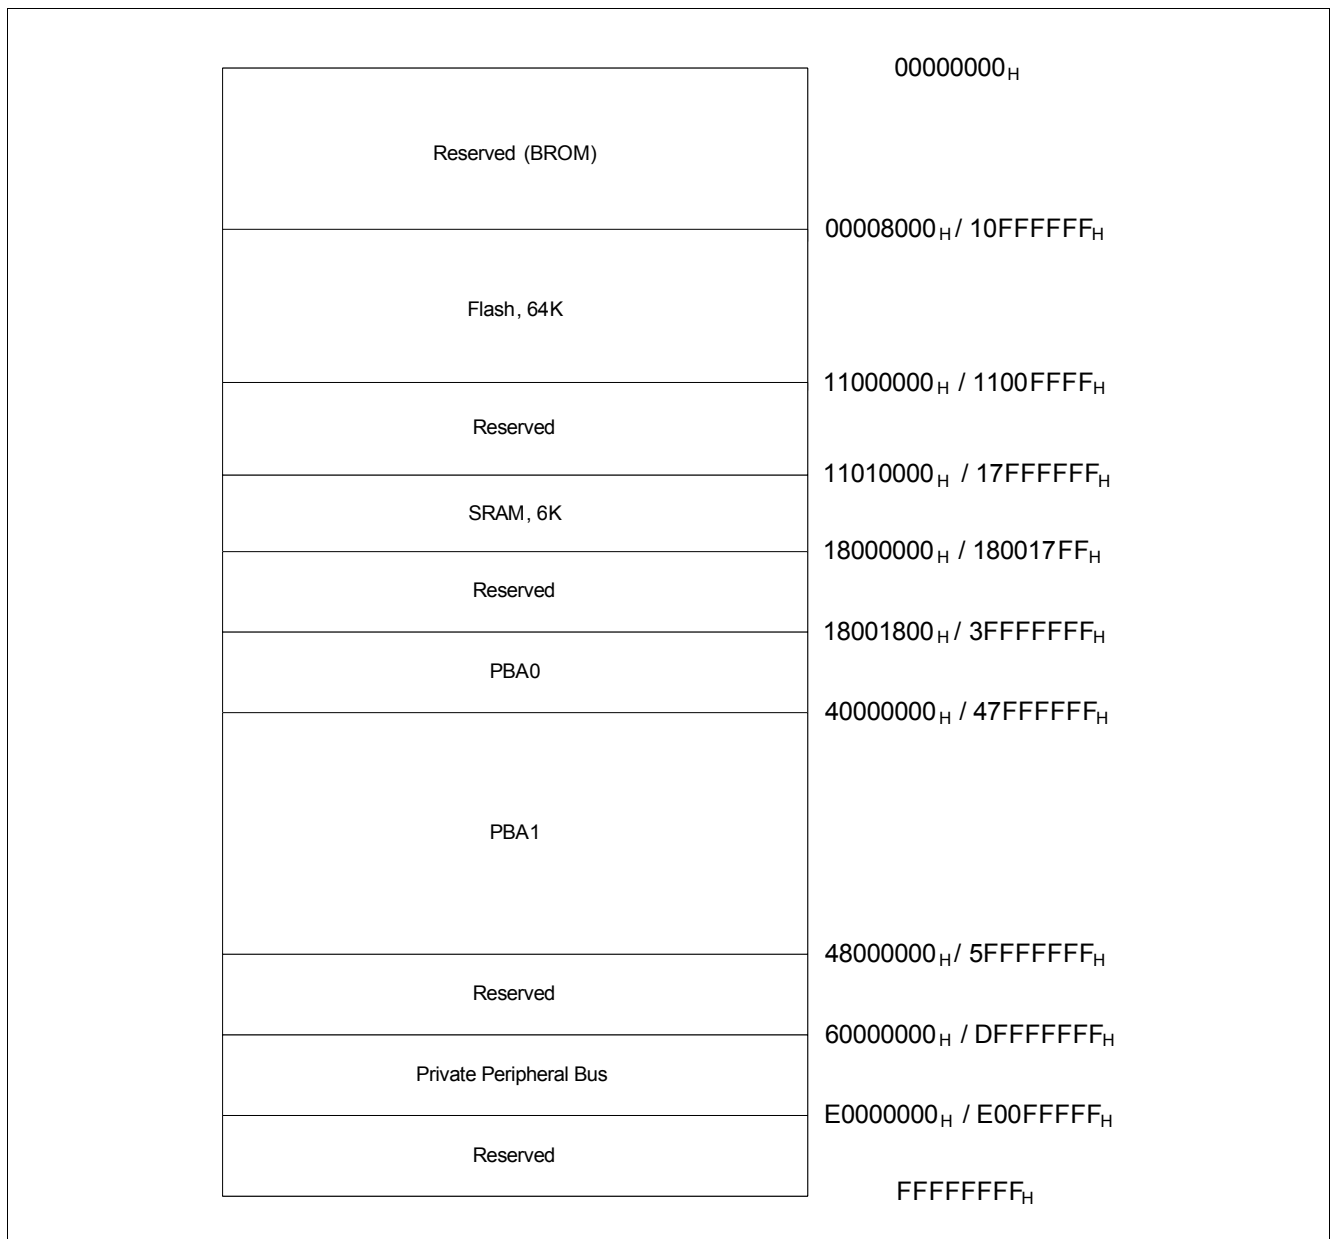 00000000H
Reserved (BROM)
00008000H / 10FFFFFFH
Flash, 64K
11000000H / 1100FFFFH
Reserved
11010000H / 17FFFFFFH
SRAM, 6K
18000000H / 180017FFH
Reserved
18001800H / 3FFFFFFFH
PBA0
40000000H / 47FFFFFFH
PBA1
48000000H / 5FFFFFFFH
Reserved
60000000H / DFFFFFFFH
Private Peripheral Bus
E0000000H / E00FFFFFH
Reserved
FFFFFFFFH